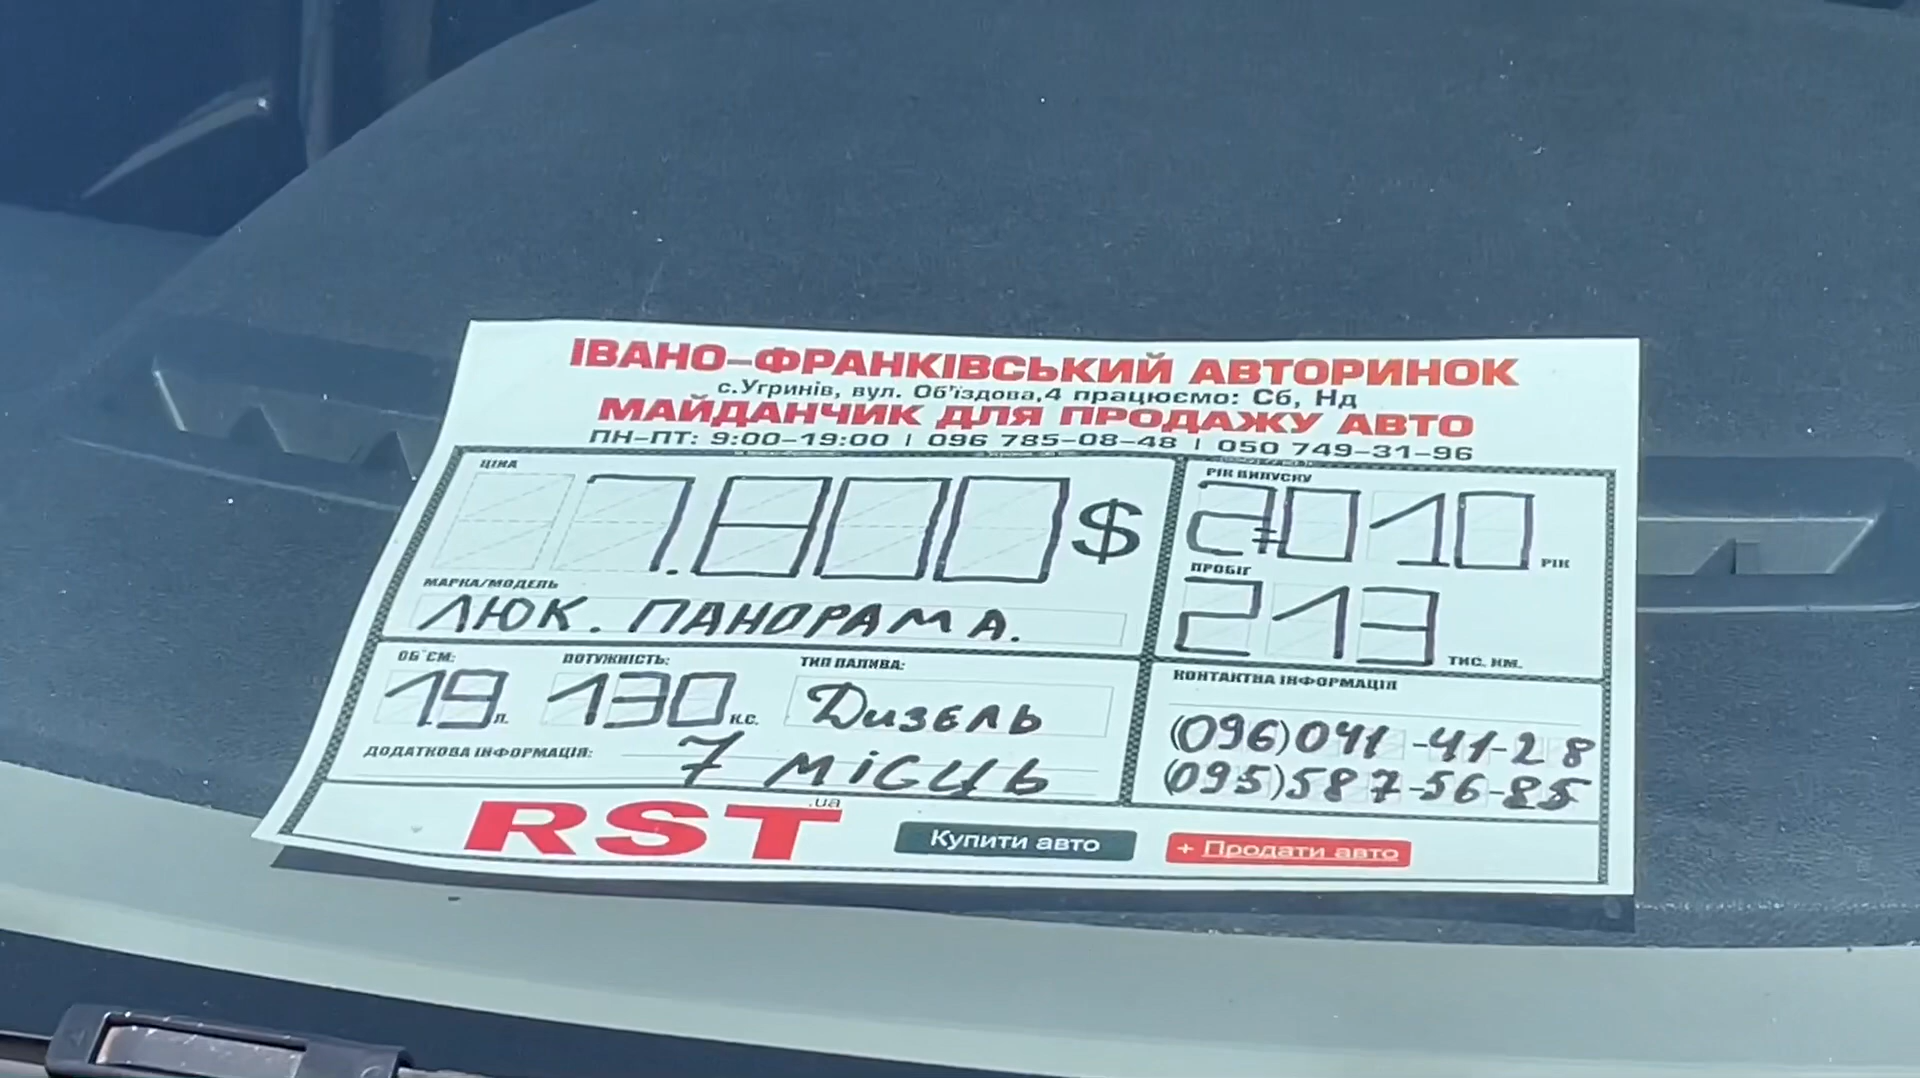 ІВАНО-ФРАНКІВСЬКИЙ АВТОРИНОК
с.Угринів, вул. Об'їздова,4 працюємо: Сб, Нд
МАЙДАНЧИК ДЛЯ ПРОДАЖУ АВТО
ПН-ПТ: 9:00-19:00 | 096 785-08-48 | 050 749-31-96
ЦІНА
7.800 $
РІК ВИПУСКУ
2010 РІК
МАРКА/МОДЕЛЬ
ЛЮК. ПАНОРАМА.
ПРОБІГ
213 ТИС. КМ.
ОБ'ЄМ:
1.9 Л.
ПОТУЖНІСТЬ:
130 К.С.
ТИП ПАЛИВА:
Дизель
ДОДАТКОВА ІНФОРМАЦІЯ:
7 місць
КОНТАКТНА ІНФОРМАЦІЯ
(096)041-41-28
(095)587-56-85
RST.ua
Купити авто
+ Продати авто